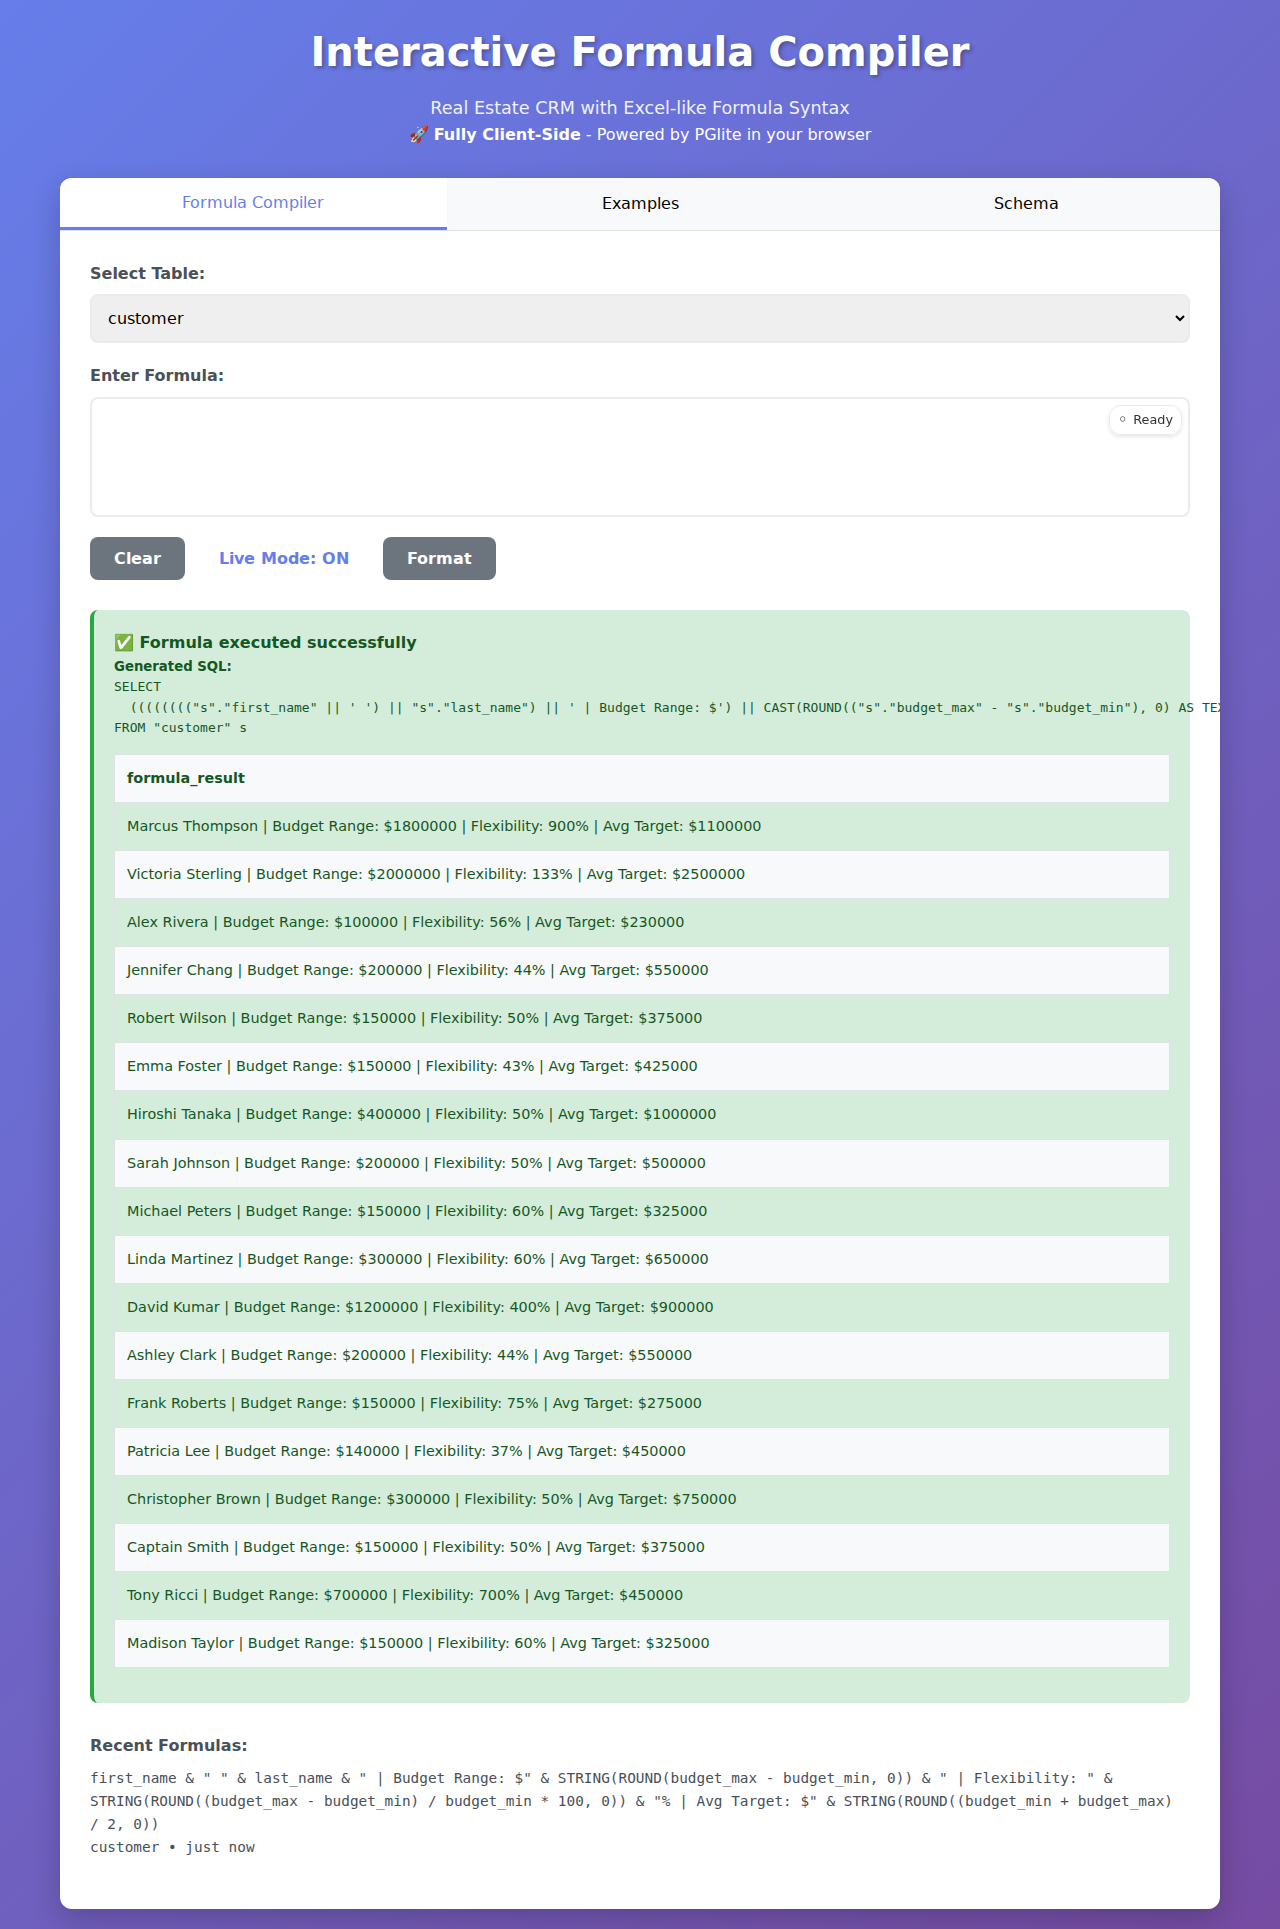 Interactive Formula Compiler
Real Estate CRM with Excel-like Formula Syntax
🚀 Fully Client-Side - Powered by PGlite in your browser
Formula Compiler
Examples
Schema
Select Table:
customer
Enter Formula:
Ready
Clear
Live Mode: ON
Format
✅ Formula executed successfully
Generated SQL:
SELECT
(((((((("s"."first_name" || ' ') || "s"."last_name") || ' | Budget Range: $') || CAST(ROUND(("s"."budget_max" - "s"."budget_min"), 0) AS TEX
FROM "customer" s
formula_result
Marcus Thompson | Budget Range: $1800000 | Flexibility: 900% | Avg Target: $1100000
Victoria Sterling | Budget Range: $2000000 | Flexibility: 133% | Avg Target: $2500000
Alex Rivera | Budget Range: $100000 | Flexibility: 56% | Avg Target: $230000
Jennifer Chang | Budget Range: $200000 | Flexibility: 44% | Avg Target: $550000
Robert Wilson | Budget Range: $150000 | Flexibility: 50% | Avg Target: $375000
Emma Foster | Budget Range: $150000 | Flexibility: 43% | Avg Target: $425000
Hiroshi Tanaka | Budget Range: $400000 | Flexibility: 50% | Avg Target: $1000000
Sarah Johnson | Budget Range: $200000 | Flexibility: 50% | Avg Target: $500000
Michael Peters | Budget Range: $150000 | Flexibility: 60% | Avg Target: $325000
Linda Martinez | Budget Range: $300000 | Flexibility: 60% | Avg Target: $650000
David Kumar | Budget Range: $1200000 | Flexibility: 400% | Avg Target: $900000
Ashley Clark | Budget Range: $200000 | Flexibility: 44% | Avg Target: $550000
Frank Roberts | Budget Range: $150000 | Flexibility: 75% | Avg Target: $275000
Patricia Lee | Budget Range: $140000 | Flexibility: 37% | Avg Target: $450000
Christopher Brown | Budget Range: $300000 | Flexibility: 50% | Avg Target: $750000
Captain Smith | Budget Range: $150000 | Flexibility: 50% | Avg Target: $375000
Tony Ricci | Budget Range: $700000 | Flexibility: 700% | Avg Target: $450000
Madison Taylor | Budget Range: $150000 | Flexibility: 60% | Avg Target: $325000
Recent Formulas:
first_name & " " & last_name & " | Budget Range: $" & STRING(ROUND(budget_max - budget_min, 0)) & " | Flexibility: " &
STRING(ROUND((budget_max - budget_min) / budget_min * 100, 0)) & "% | Avg Target: $" & STRING(ROUND((budget_min + budget_max)
/ 2, 0))
customer • just now